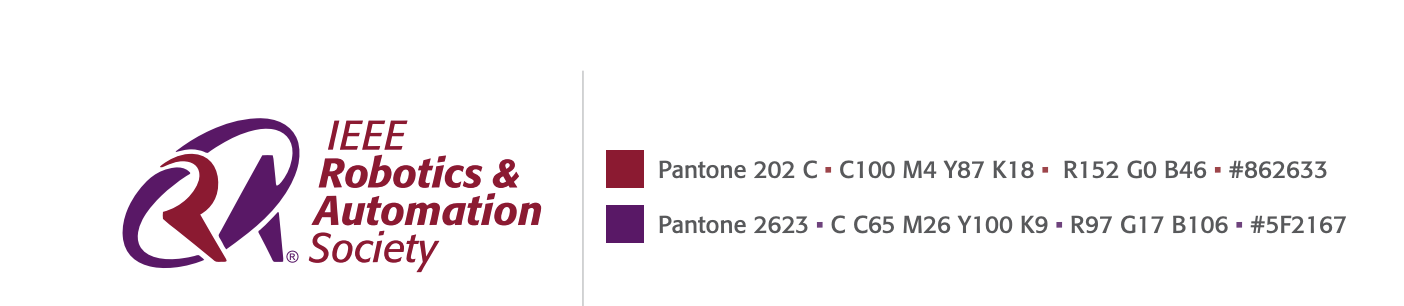 IEEE
Robotics &
Automation
Society
®
Pantone 202 C ▪ C100 M4 Y87 K18 ▪ R152 G0 B46 ▪ #862633
Pantone 2623 ▪ C C65 M26 Y100 K9 ▪ R97 G17 B106 ▪ #5F2167